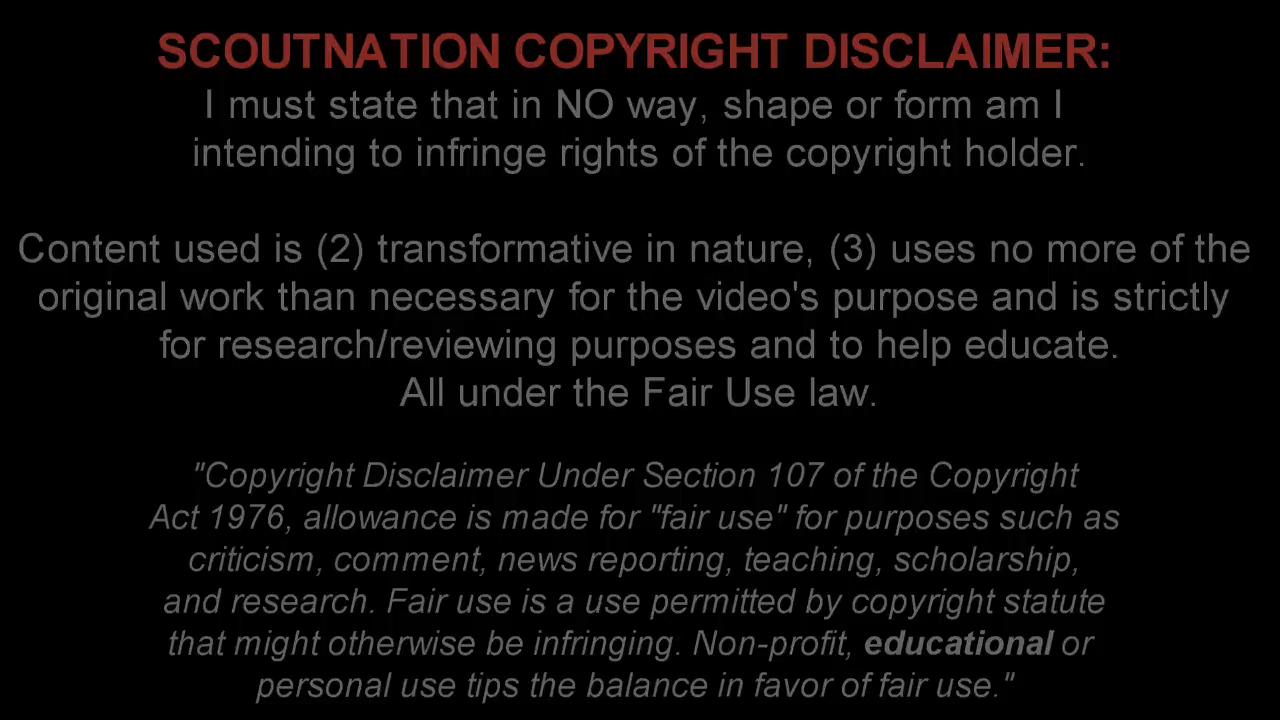 SCOUTNATION COPYRIGHT DISCLAIMER:
I must state that in NO way, shape or form am I
intending to infringe rights of the copyright holder.
Content used is (2) transformative in nature, (3) uses no more of the
original work than necessary for the video's purpose and is strictly
for research/reviewing purposes and to help educate.
All under the Fair Use law.
"Copyright Disclaimer Under Section 107 of the Copyright
Act 1976, allowance is made for "fair use" for purposes such as
criticism, comment, news reporting, teaching, scholarship,
and research. Fair use is a use permitted by copyright statute
that might otherwise be infringing. Non-profit, educational or
personal use tips the balance in favor of fair use."